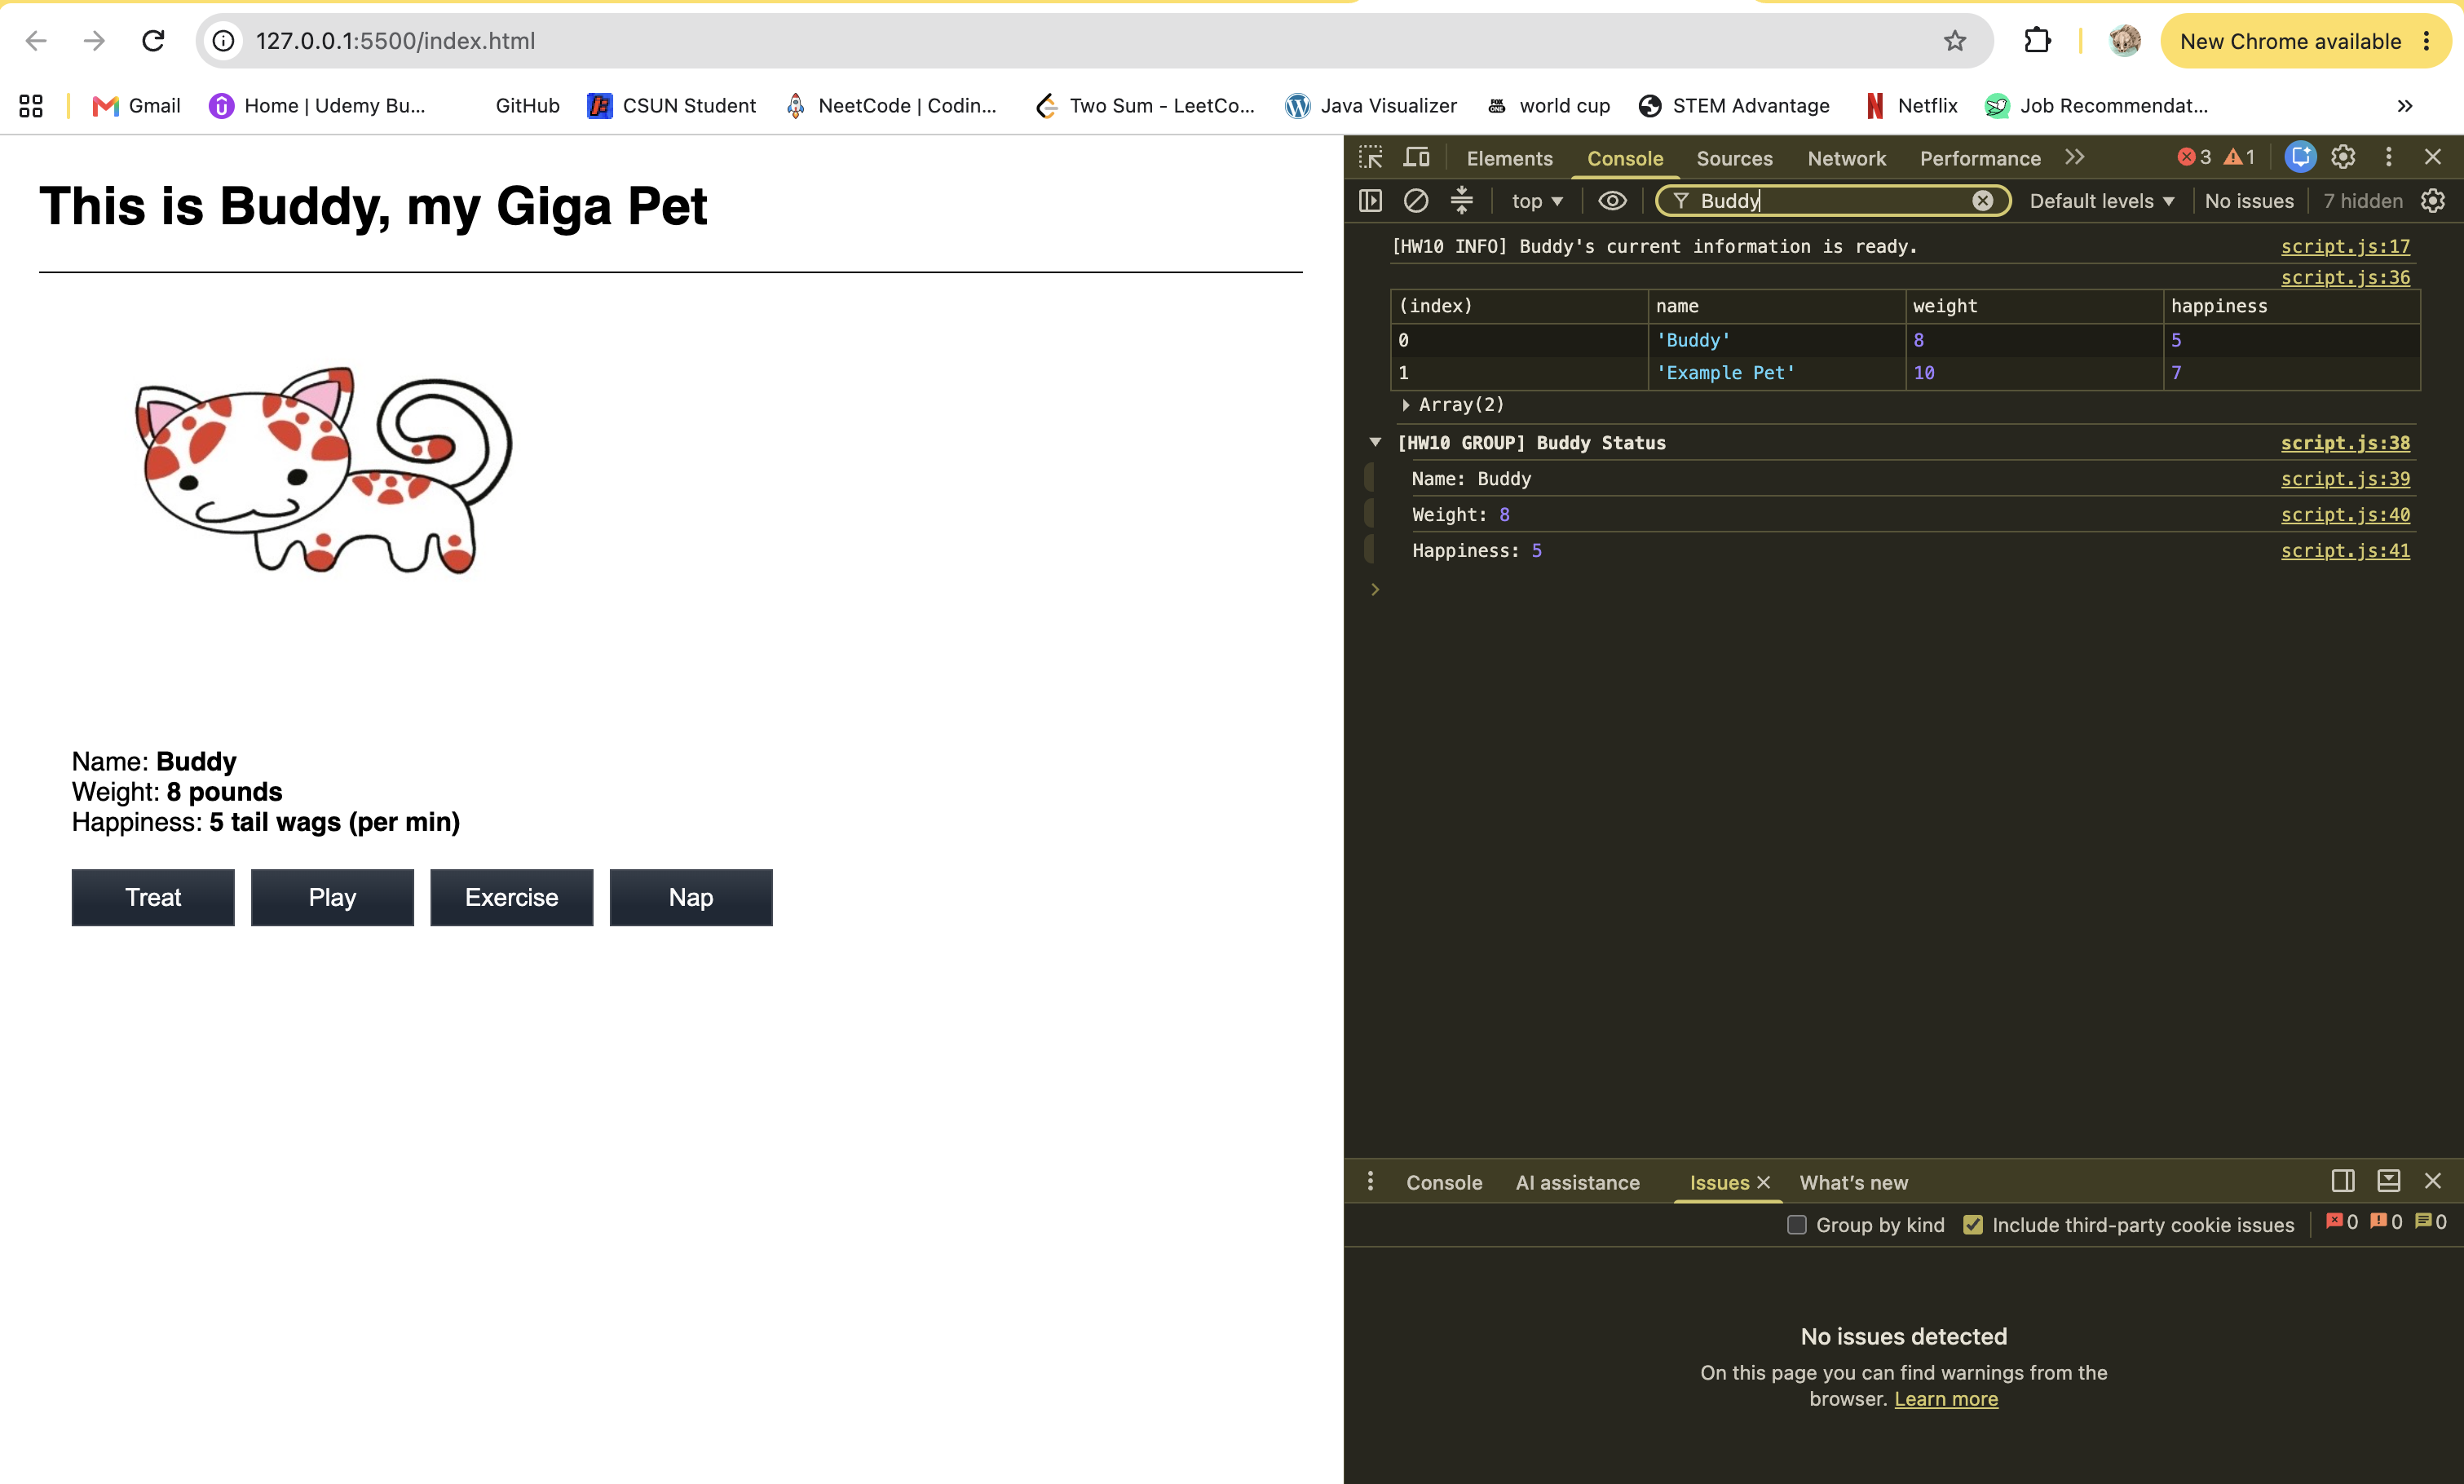 127.0.0.1:5500/index.html
New Chrome available
Gmail
Home | Udemy Bu...
GitHub
CSUN Student
NeetCode | Codin...
Two Sum - LeetCo...
Java Visualizer
world cup
STEM Advantage
Netflix
Job Recommendat...
This is Buddy, my Giga Pet
Name: Buddy
Weight: 8 pounds
Happiness: 5 tail wags (per min)
Treat Play Exercise Nap
Elements Console Sources Network Performance 3 1
top Buddy Default levels No issues 7 hidden
[HW10 INFO] Buddy's current information is ready. script.js:17
script.js:36
(index) name weight happiness
0 'Buddy' 8 5
1 'Example Pet' 10 7
Array(2)
[HW10 GROUP] Buddy Status script.js:38
Name: Buddy script.js:39
Weight: 8 script.js:40
Happiness: 5 script.js:41
Console AI assistance Issues What's new
Group by kind Include third-party cookie issues 0 0 0
No issues detected
On this page you can find warnings from the
browser. Learn more